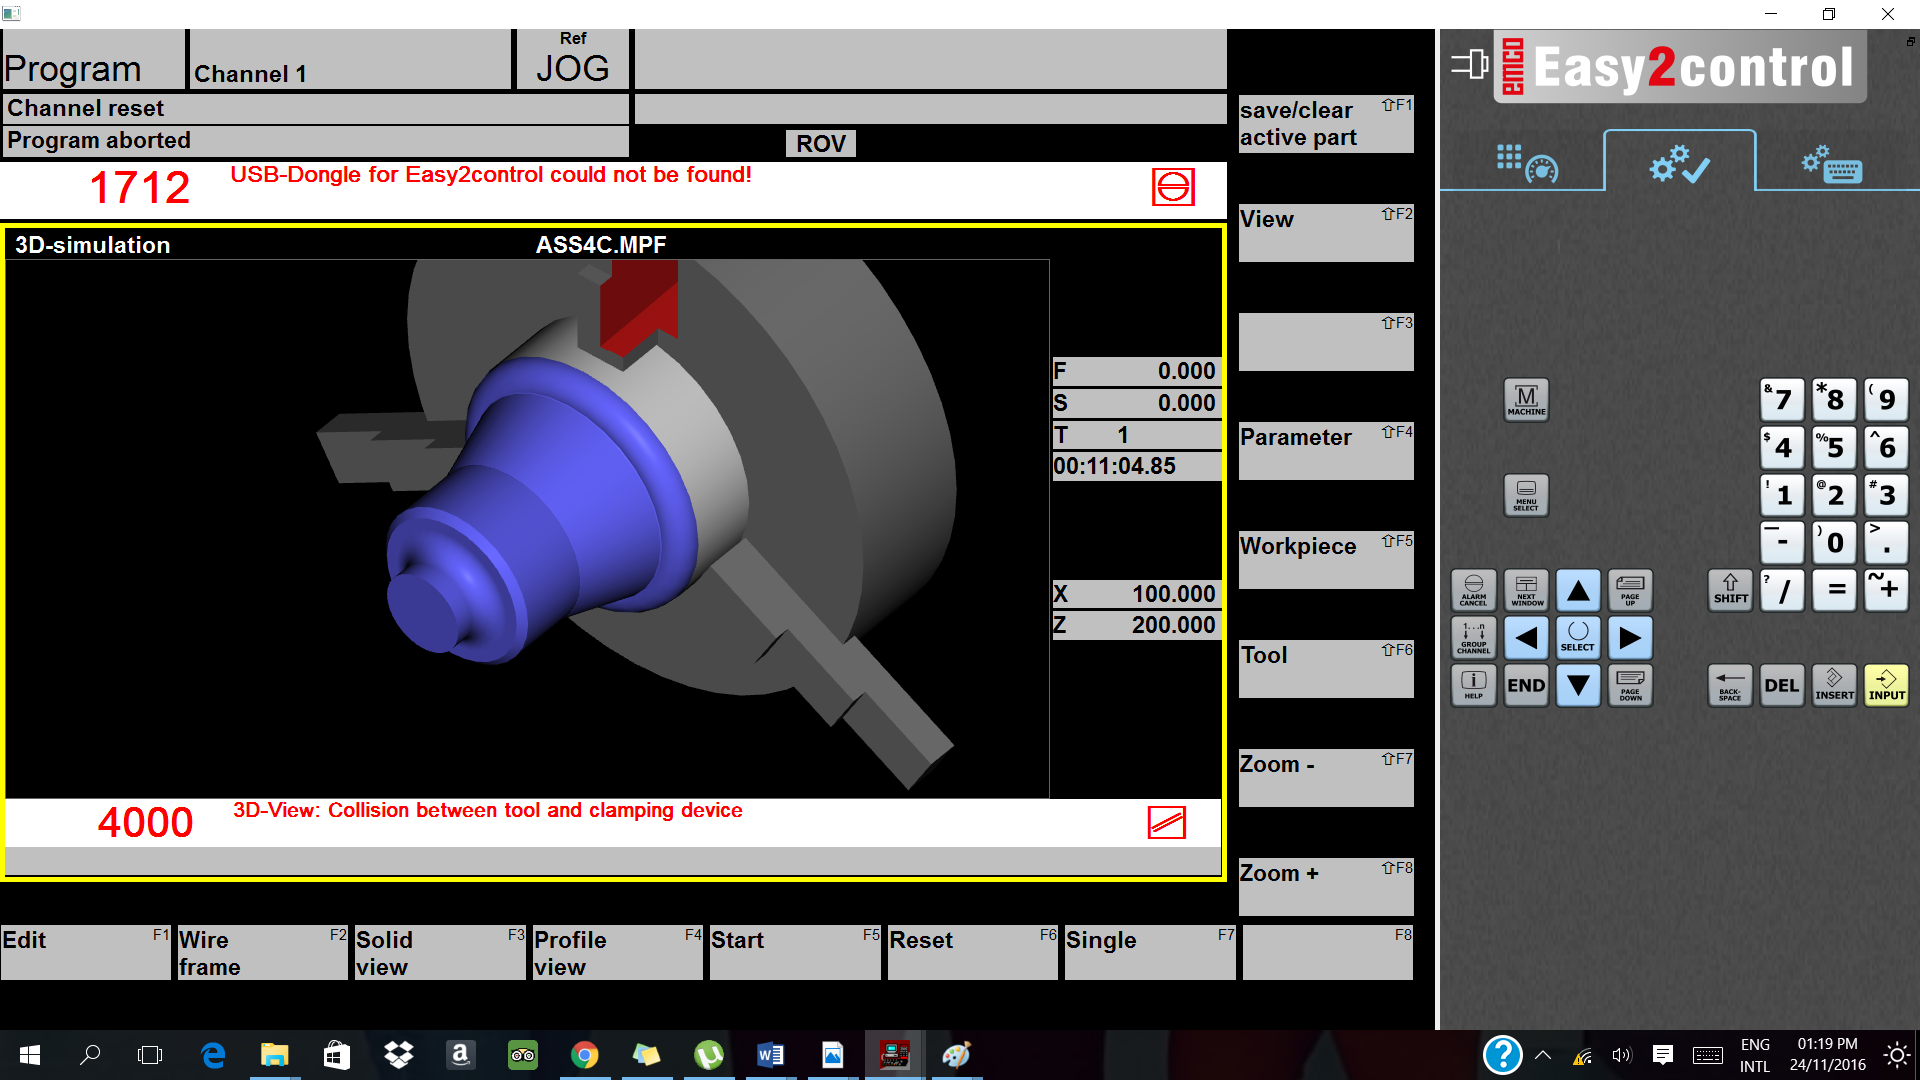 Program
Channel 1
Ref
JOG
Channel reset
Program aborted
ROV
1712
USB-Dongle for Easy2control could not be found!
3D-simulation
ASS4C.MPF
F 0.000
S 0.000
T 1
00:11:04.85
X 100.000
Z 200.000
4000
3D-View: Collision between tool and clamping device
save/clear ⇧F1
active part
View ⇧F2
⇧F3
Parameter ⇧F4
Workpiece ⇧F5
Tool ⇧F6
Zoom - ⇧F7
Zoom + ⇧F8
Edit F1
Wire F2
frame
Solid F3
view
Profile F4
view
Start F5
Reset F6
Single F7
F8
emco Easy2control
M
MACHINE
& 7 * 8 ( 9
$ 4 % 5 ^ 6
MENU
SELECT
! 1 @ 2 # 3
_ - ) 0 > .
ALARM
CANCEL
NEXT
WINDOW
PAGE
UP
SHIFT
? / = ~ +
1...n
GROUP
CHANNEL
SELECT
i
HELP
END
PAGE
DOWN
BACK-
SPACE
DEL
INSERT
INPUT
e
a
W
?
ENG
INTL
01:19 PM
24/11/2016